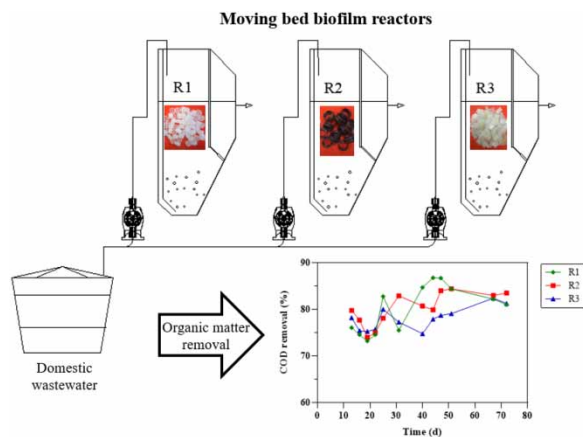 Moving bed biofilm reactors
R1
R2
R3
Domestic
wastewater
Organic matter
removal
COD removal (%)
90
80
70
60
0
10
20
30
40
50
60
70
80
Time (d)
R1
R2
R3